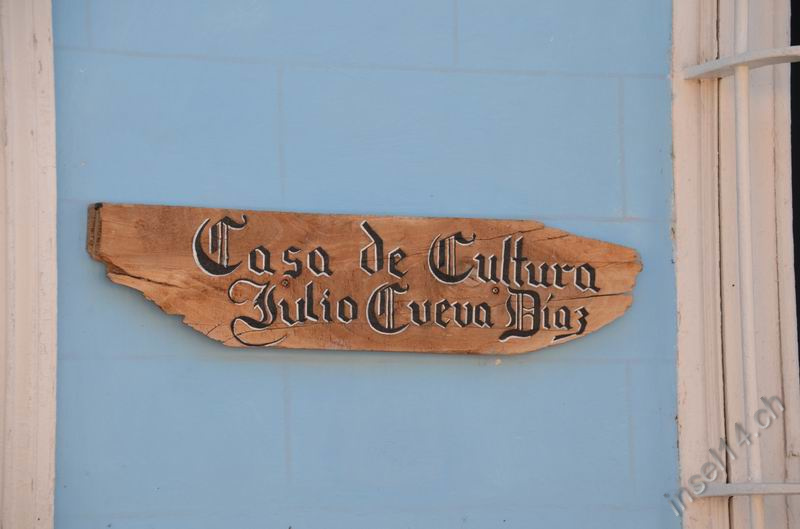 Casa de Cultura
Julio Cueva Díaz
insel14.ch